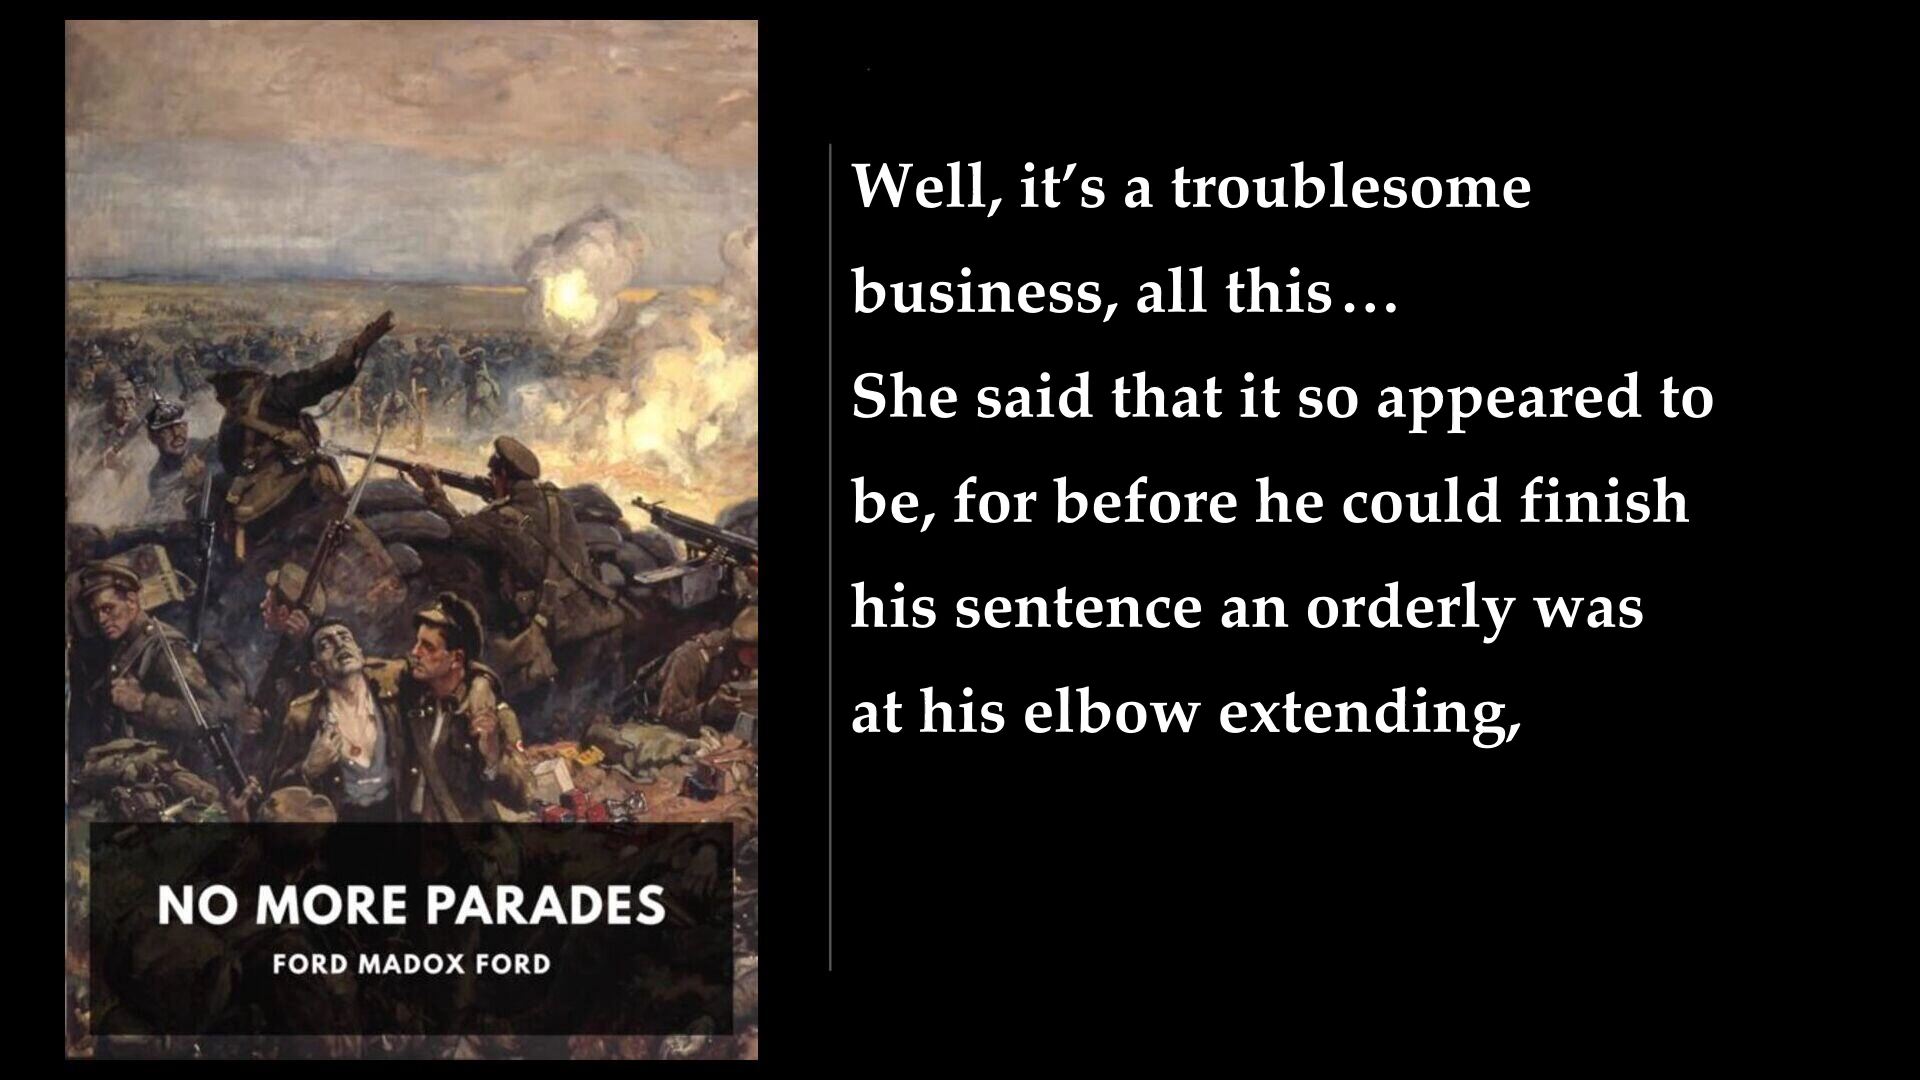 NO MORE PARADES
FORD MADOX FORD
Well, it’s a troublesome
business, all this…
She said that it so appeared to
be, for before he could finish
his sentence an orderly was
at his elbow extending,